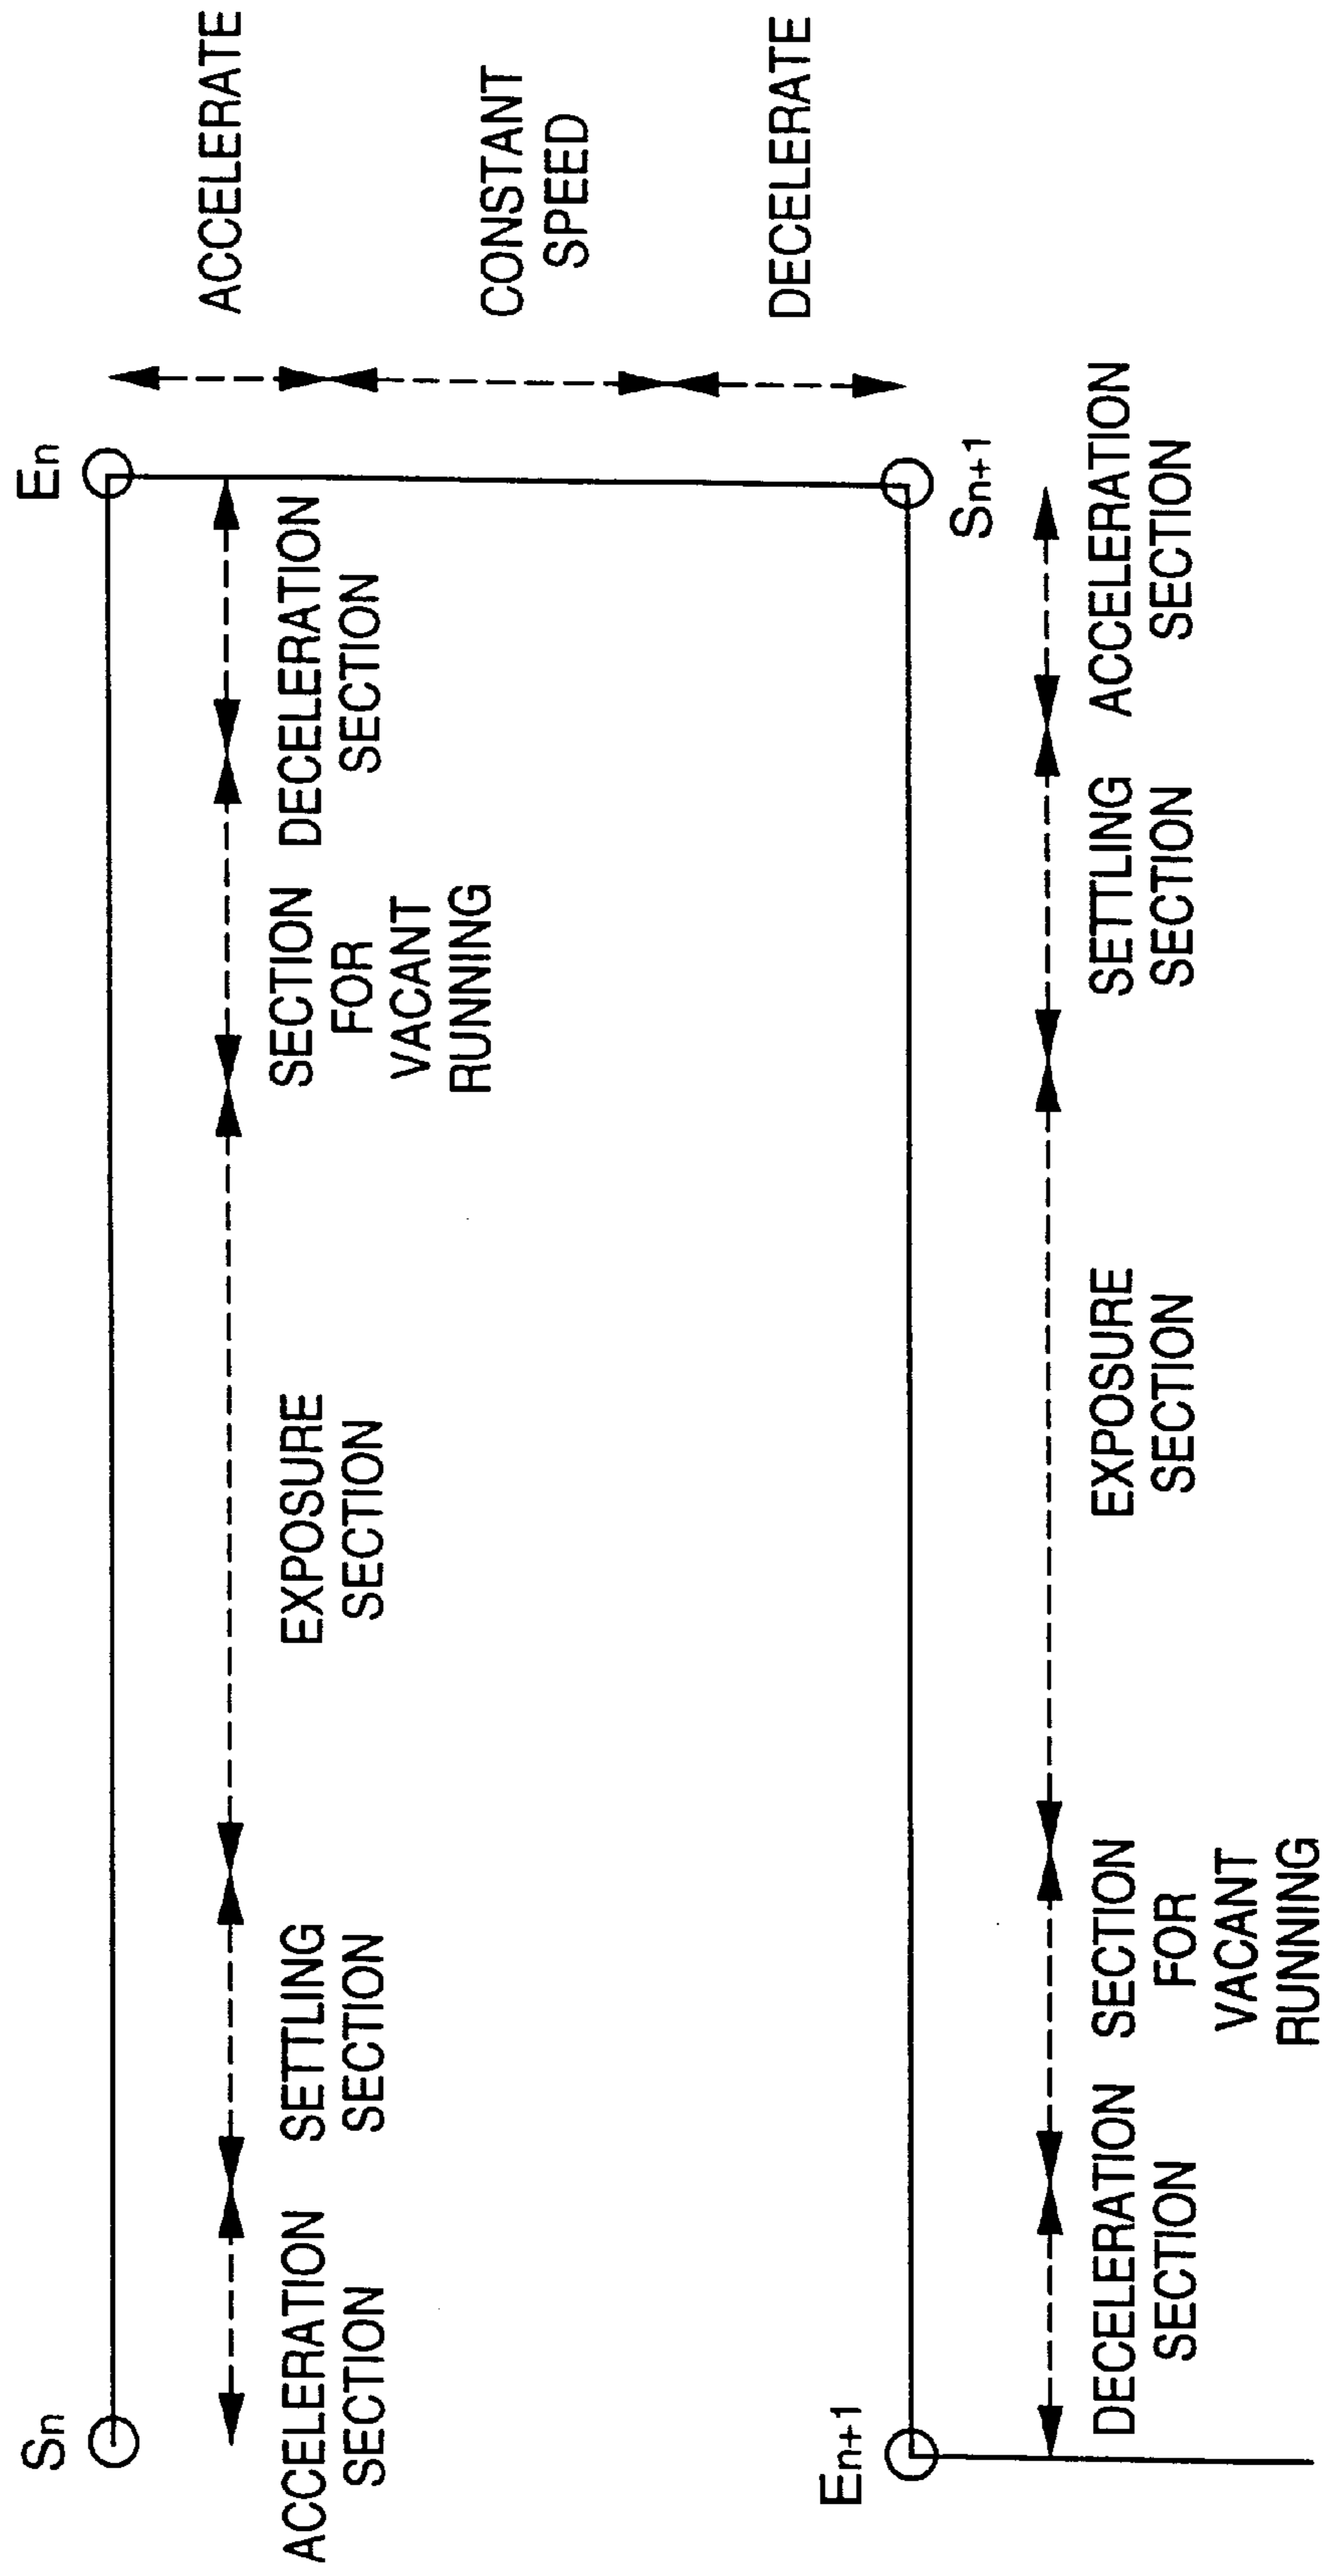 Sn
En
ACCELERATION
SECTION
SETTLING
SECTION
EXPOSURE
SECTION
SECTION
FOR
VACANT
RUNNING
DECELERATION
SECTION
ACCELERATE
CONSTANT
SPEED
DECELERATE
En+1
Sn+1
DECELERATION
SECTION
SECTION
FOR
VACANT
RUNNING
EXPOSURE
SECTION
SETTLING
SECTION
ACCELERATION
SECTION